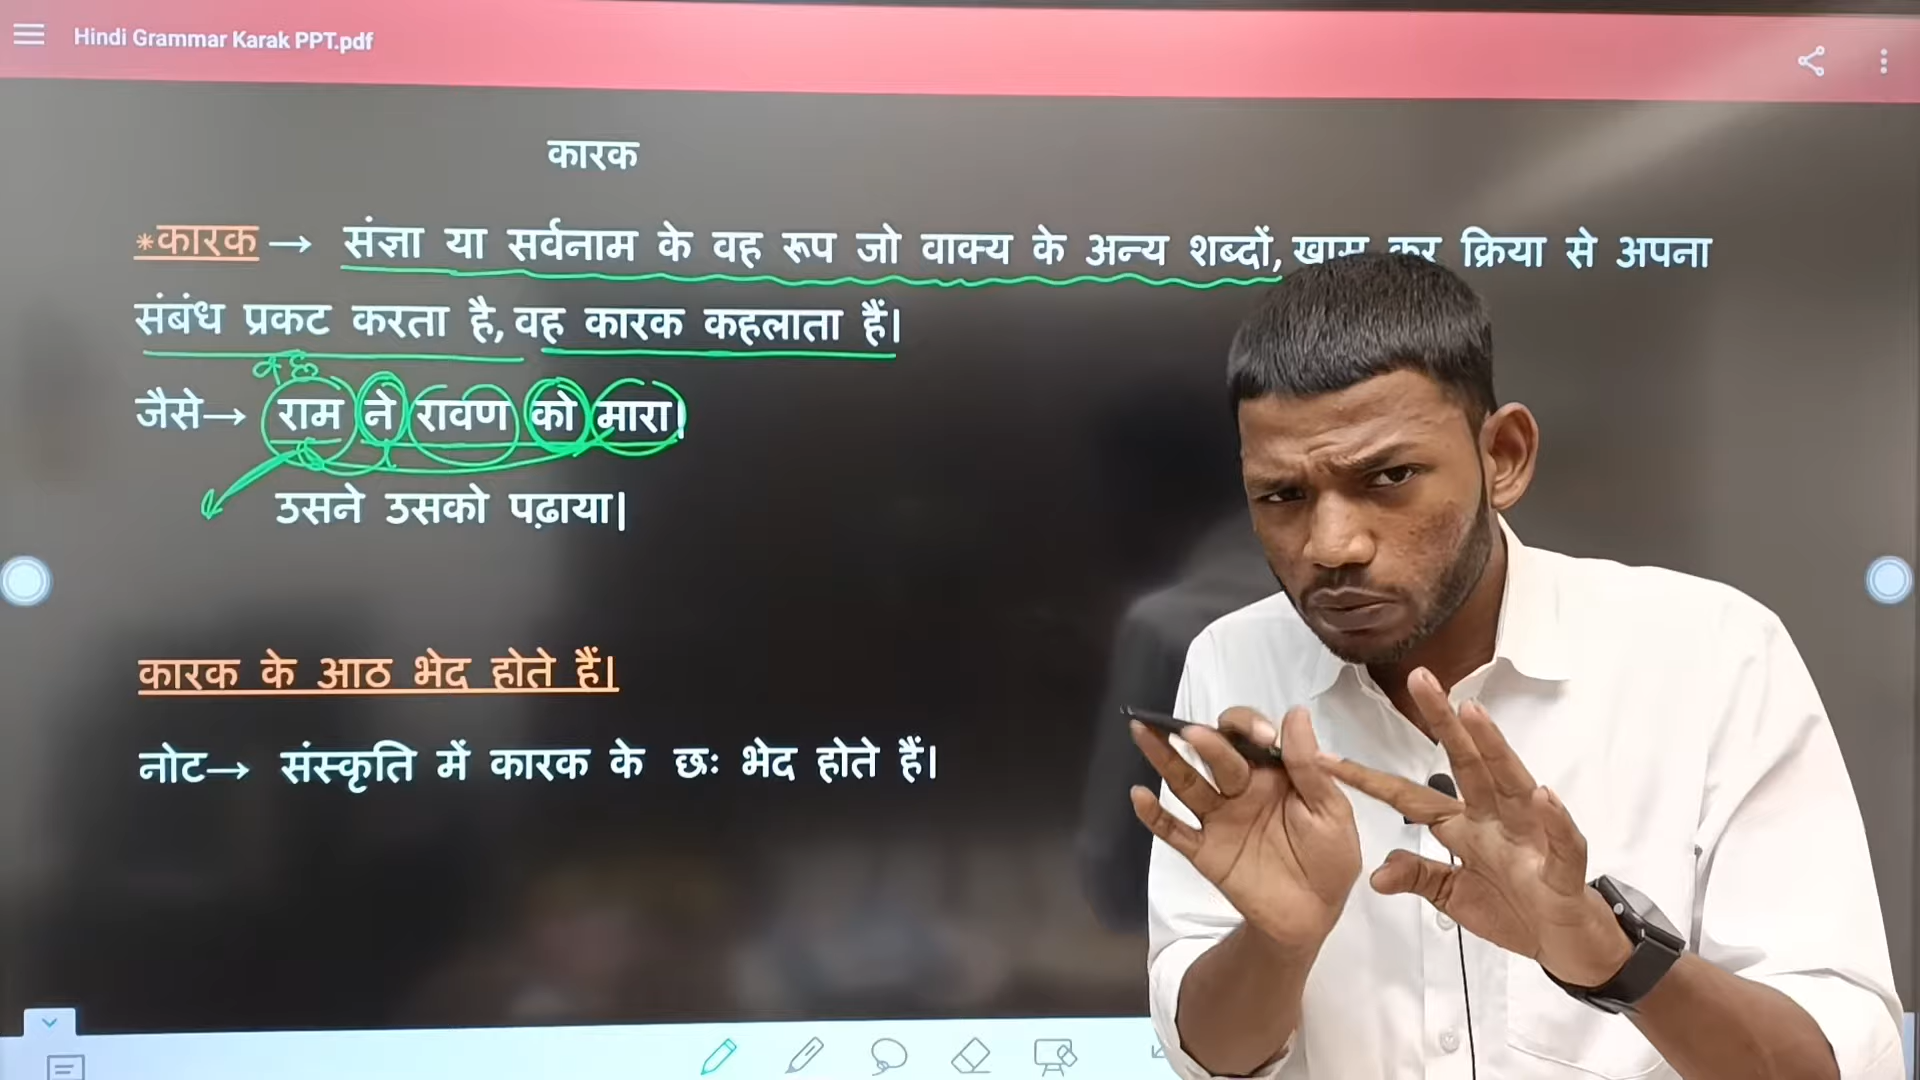 Hindi Grammar Karak PPT.pdf
कारक
*कारक → संज्ञा या सर्वनाम के वह रूप जो वाक्य के अन्य शब्दों, खास कर क्रिया से अपना
संबंध प्रकट करता है, वह कारक कहलाता हैं।
वह
जैसे→ राम ने रावण को मारा।
उसने उसको पढ़ाया।
कारक के आठ भेद होते हैं।
नोट→ संस्कृति में कारक के छः भेद होते हैं।